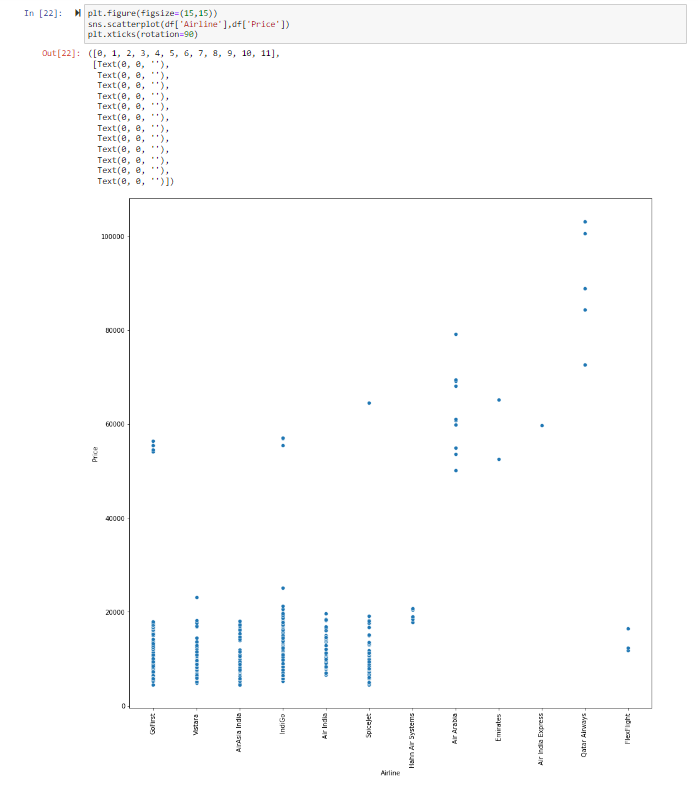 In [22]:
plt.figure(figsize=(15,15))
sns.scatterplot(df['Airline'],df['Price'])
plt.xticks(rotation=90)
Out[22]: ([0, 1, 2, 3, 4, 5, 6, 7, 8, 9, 10, 11],
[Text(0, 0, ''),
Text(0, 0, ''),
Text(0, 0, ''),
Text(0, 0, ''),
Text(0, 0, ''),
Text(0, 0, ''),
Text(0, 0, ''),
Text(0, 0, ''),
Text(0, 0, ''),
Text(0, 0, ''),
Text(0, 0, ''),
Text(0, 0, '')])
100000
80000
60000
40000
20000
0
Price
GoFirst
Vistara
AirAsia India
IndiGo
Air India
SpiceJet
Hahn Air Systems
Air Arabia
Emirates
Air India Express
Qatar Airways
FlexFlight
Airline